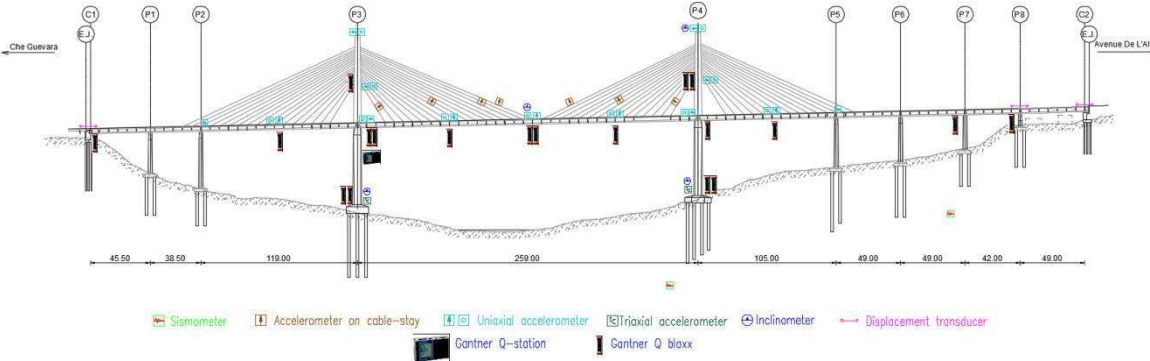 C1 P1 P2 P3 P4 P5 P6 P7 P8 C2
E.J. E.J.
Che Guevara Avenue De L'Al
45.50 38.50 119.00 259.00 105.00 49.00 49.00 42.00 49.00
Sismometer Accelerometer on cable-stay Uniaxial accelerometer Triaxial accelerometer Inclinometer Displacement transducer
Gantner Q-station Gantner Q bloxx